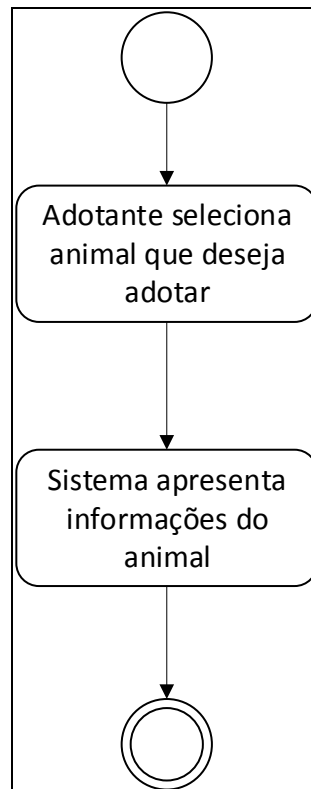 Adotante seleciona
animal que deseja
adotar
Sistema apresenta
informações do
animal